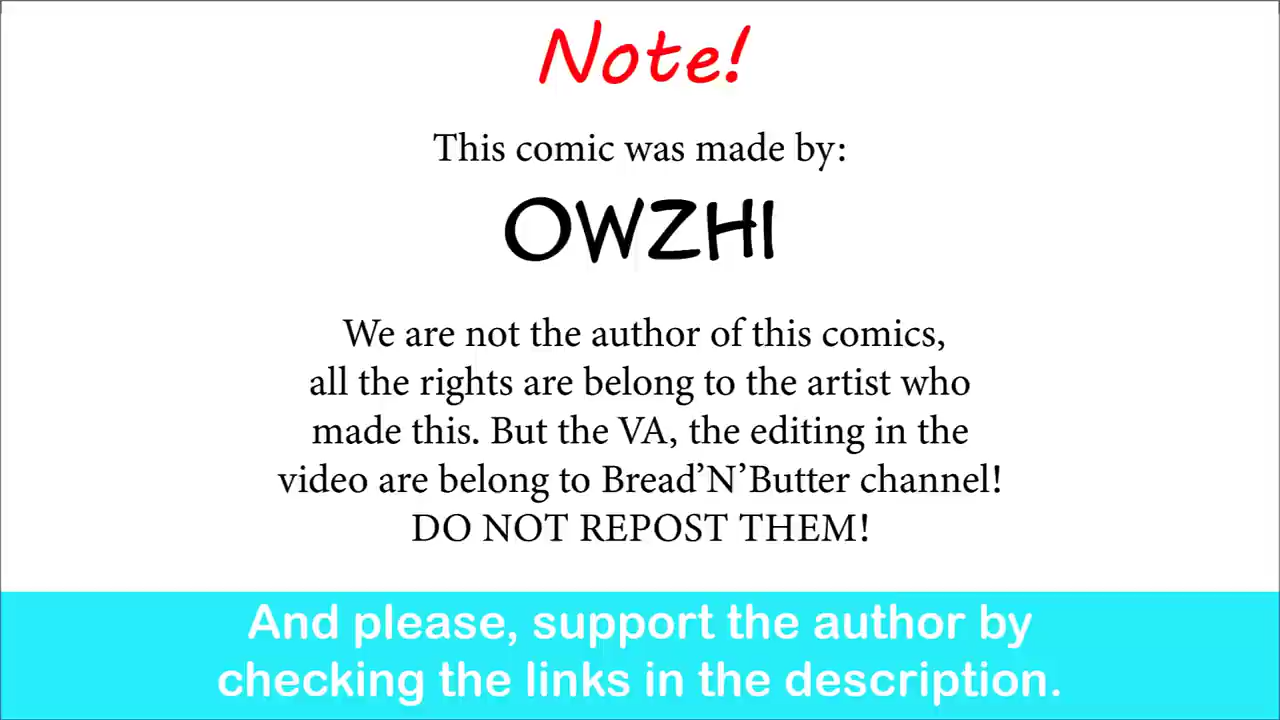 Note!
This comic was made by:
OWZHI
We are not the author of this comics,
all the rights are belong to the artist who
made this. But the VA, the editing in the
video are belong to Bread’N’Butter channel!
DO NOT REPOST THEM!
And please, support the author by
checking the links in the description.